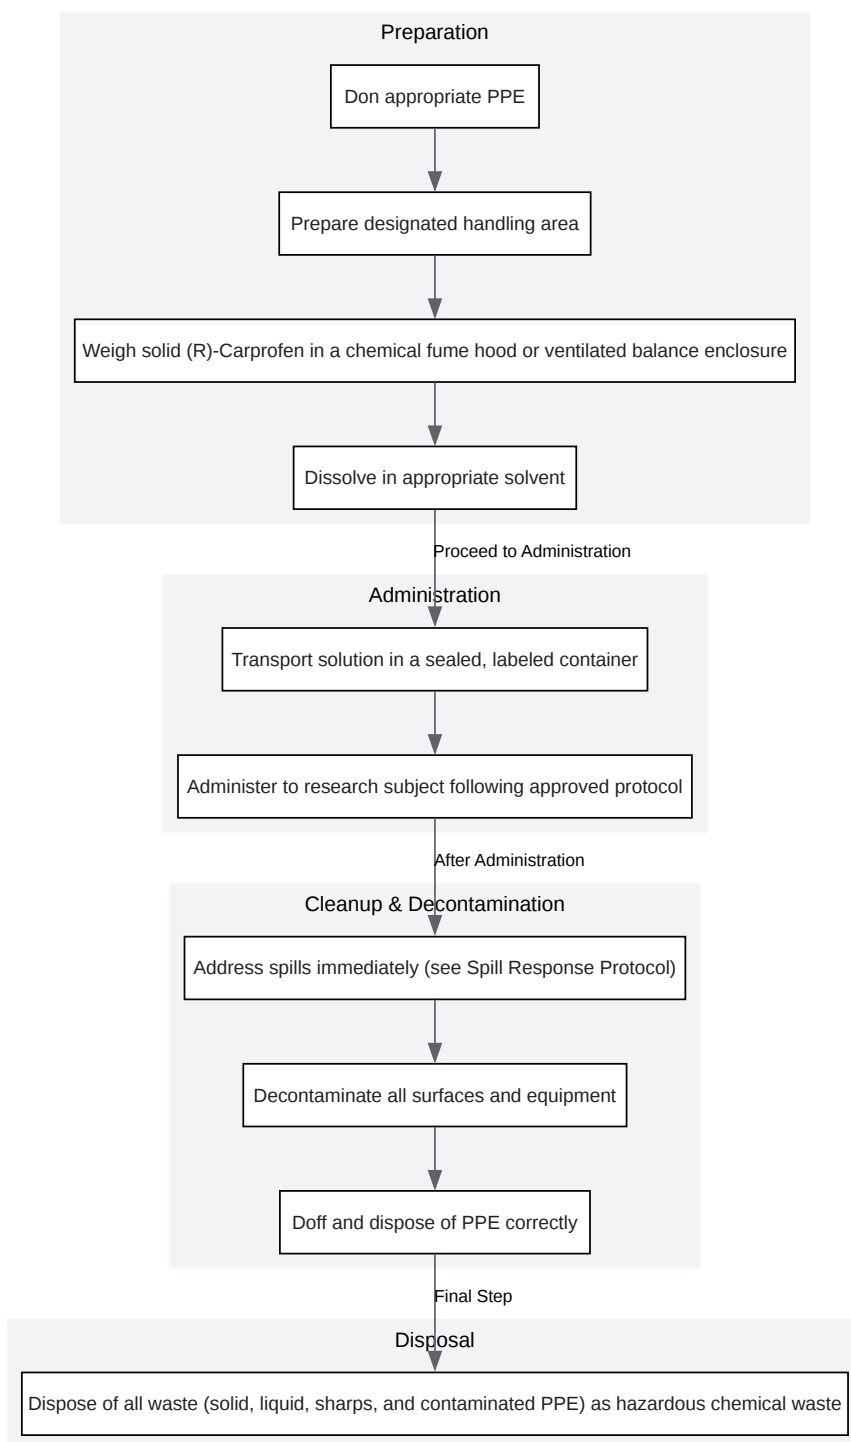 Preparation
Don appropriate PPE
Prepare designated handling area
Weigh solid (R)-Carprofen in a chemical fume hood or ventilated balance enclosure
Dissolve in appropriate solvent
Proceed to Administration
Administration
Transport solution in a sealed, labeled container
Administer to research subject following approved protocol
After Administration
Cleanup & Decontamination
Address spills immediately (see Spill Response Protocol)
Decontaminate all surfaces and equipment
Doff and dispose of PPE correctly
Final Step
Disposal
Dispose of all waste (solid, liquid, sharps, and contaminated PPE) as hazardous chemical waste